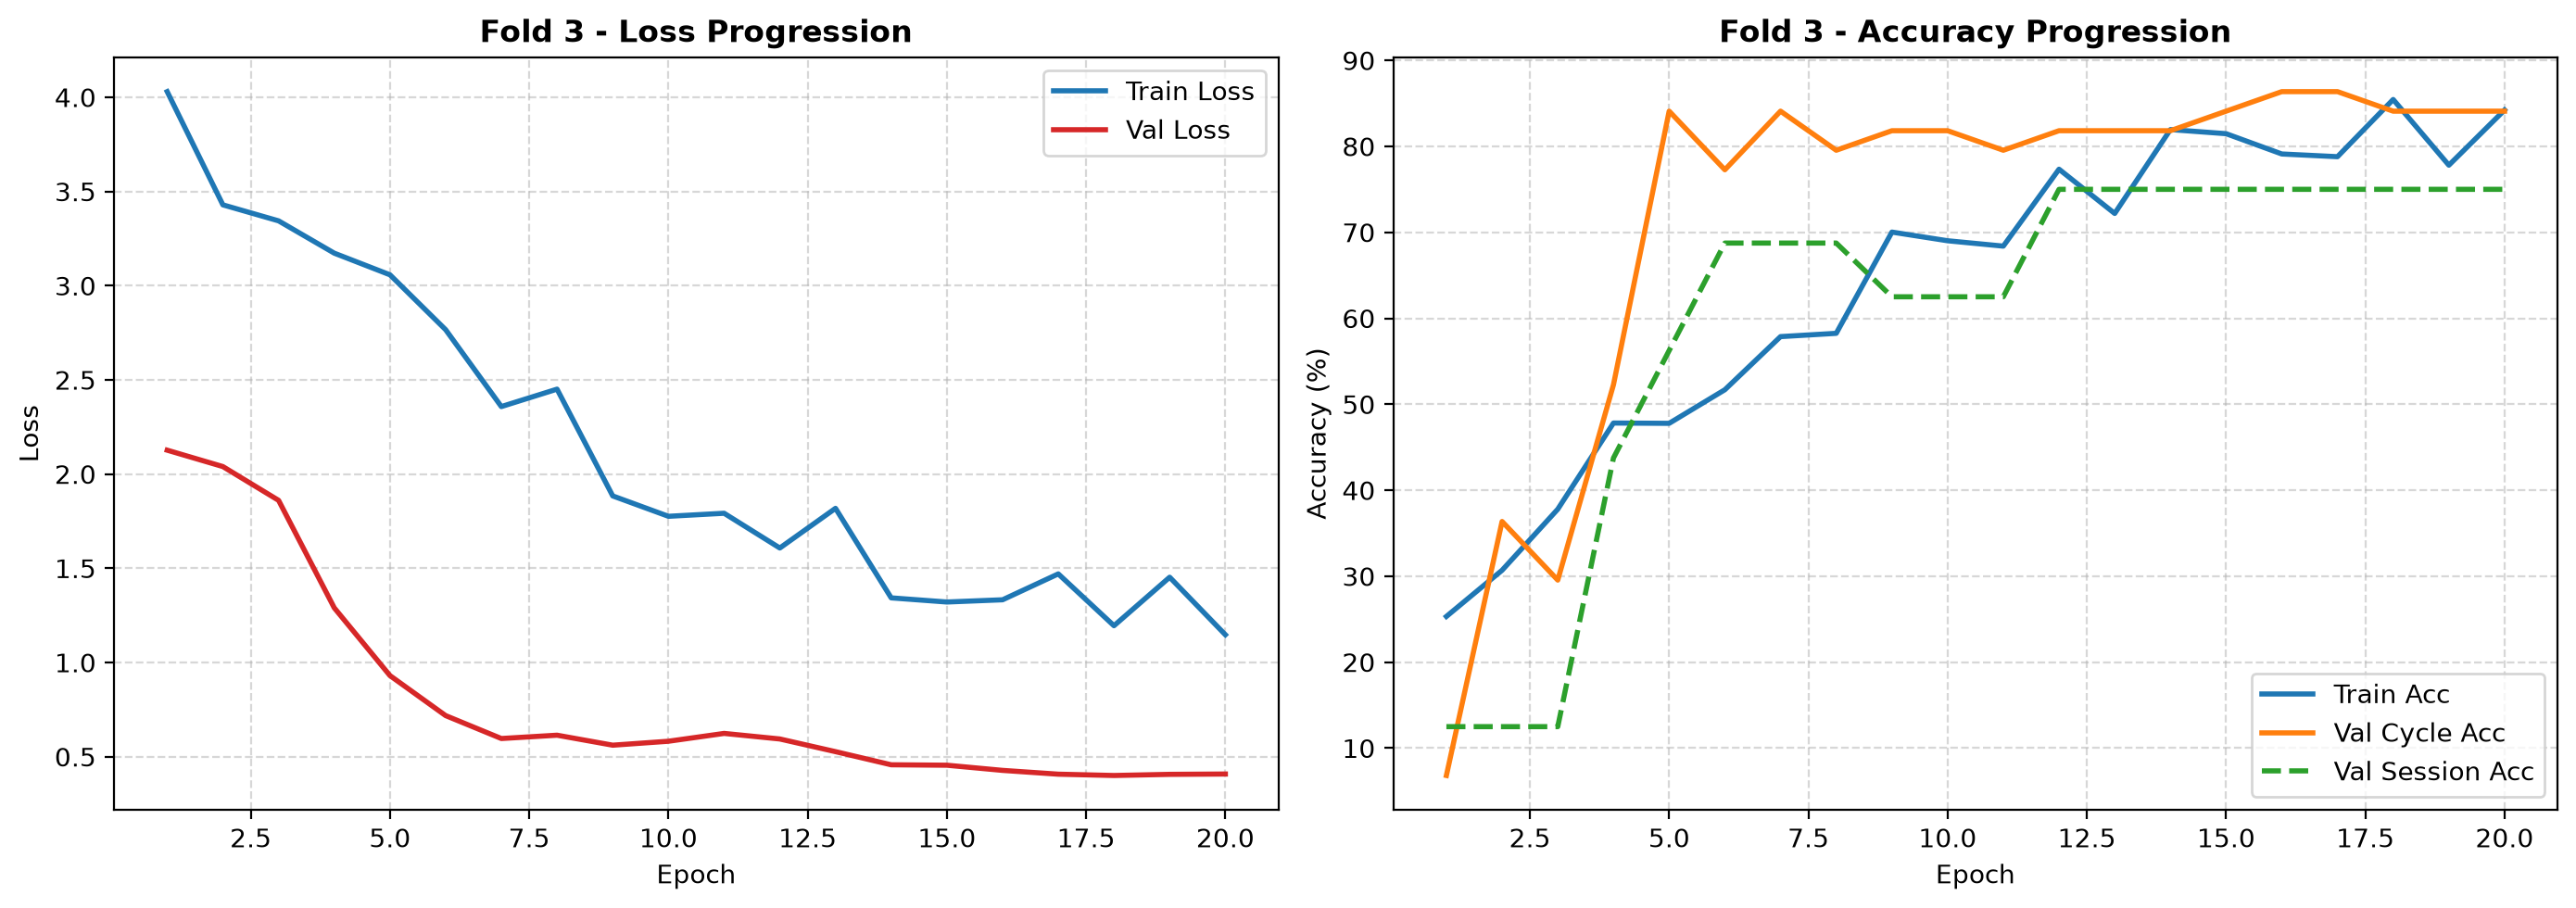 Fold 3 - Loss Progression
Train Loss
Val Loss
Loss
4.0
3.5
3.0
2.5
2.0
1.5
1.0
0.5
2.5 5.0 7.5 10.0 12.5 15.0 17.5 20.0
Epoch
Fold 3 - Accuracy Progression
Accuracy (%)
90
80
70
60
50
40
30
20
10
Train Acc
Val Cycle Acc
Val Session Acc
2.5 5.0 7.5 10.0 12.5 15.0 17.5 20.0
Epoch